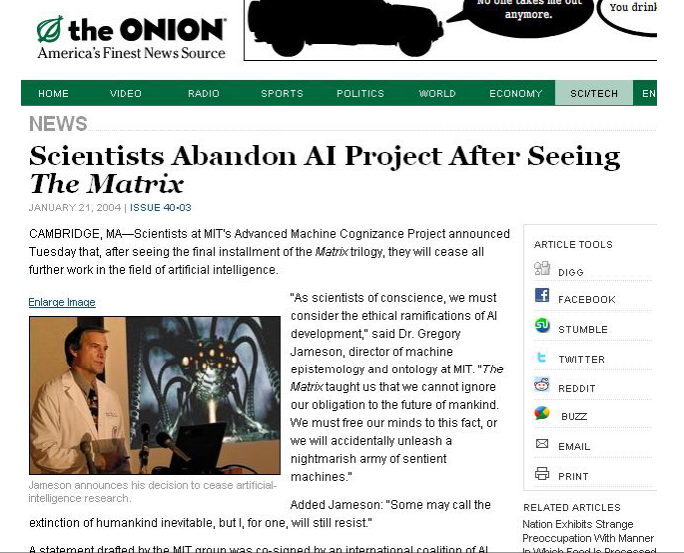 No one takes me out
anymore.
You drin
the ONION
America's Finest News Source
HOME VIDEO RADIO SPORTS POLITICS WORLD ECONOMY SCI/TECH EN
NEWS
Scientists Abandon AI Project After Seeing
The Matrix
JANUARY 21, 2004 | ISSUE 40•03
CAMBRIDGE, MA—Scientists at MIT's Advanced Machine Cognizance Project announced
Tuesday that, after seeing the final installment of the Matrix trilogy, they will cease all
further work in the field of artificial intelligence.
Enlarge Image
Jameson announces his decision to cease artificial-
intelligence research.
"As scientists of conscience, we must
consider the ethical ramifications of AI
development," said Dr. Gregory
Jameson, director of machine
epistemology and ontology at MIT. "The
Matrix taught us that we cannot ignore
our obligation to the future of mankind.
We must free our minds to this fact, or
we will accidentally unleash a
nightmarish army of sentient
machines."
Added Jameson: "Some may call the
extinction of humankind inevitable, but I, for one, will still resist."
A statement drafted by the MIT group was co-signed by an international coalition of AI
ARTICLE TOOLS
DIGG
f FACEBOOK
SU STUMBLE
t TWITTER
REDDIT
BUZZ
EMAIL
PRINT
RELATED ARTICLES
Nation Exhibits Strange
Preoccupation With Manner
In Which Food Is Processed